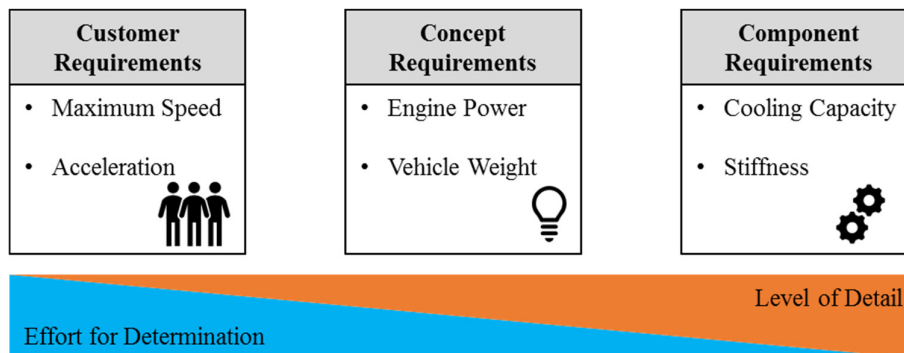 Customer
Requirements
• Maximum Speed
• Acceleration
Concept
Requirements
• Engine Power
• Vehicle Weight
Component
Requirements
• Cooling Capacity
• Stiffness
Level of Detail
Effort for Determination